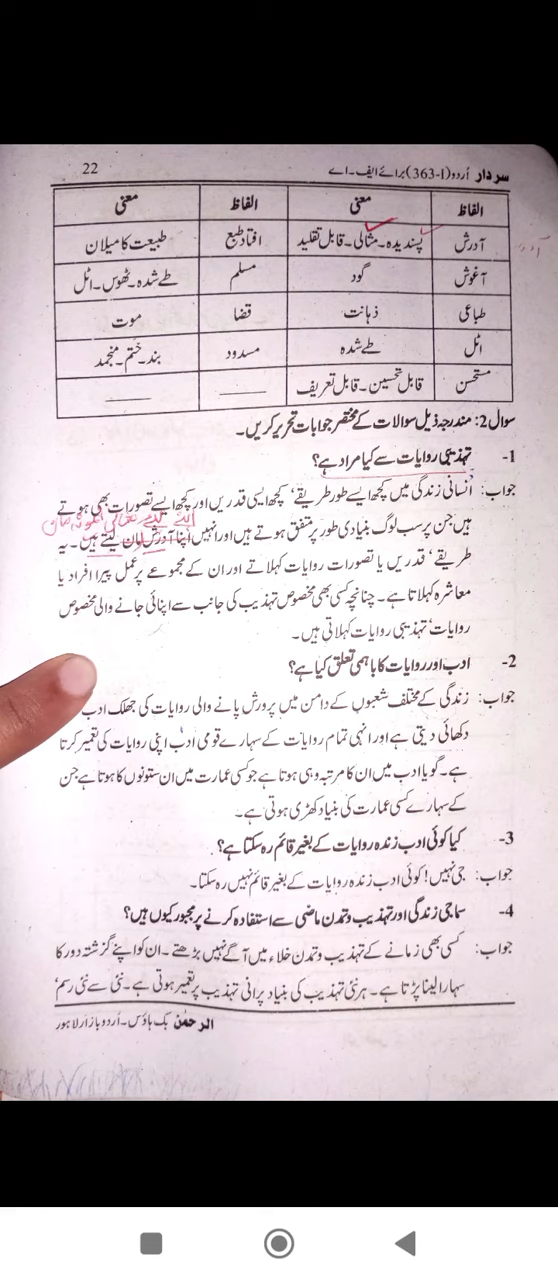 سردار اُردو (I-363) برائے ایف۔اے 22
الفاظ معنی الفاظ معنی
آدرش پسندیدہ۔مثالی۔قابل تقلید افتاد طبع طبیعت کا میلان
آغوش گود مسلم طے شدہ۔ٹھوس۔اٹل
طباعی ذہانت قضا موت
اٹل طے شدہ مسدود بند۔ختم۔منجمد
مستحسن قابل تحسین۔قابل تعریف
سوال 2: مندرجہ ذیل سوالات کے مختصر جوابات تحریر کریں۔
1- تہذیبی روایات سے کیا مراد ہے؟
جواب: انسانی زندگی میں کچھ ایسے طور طریقے، کچھ ایسی قدریں اور کچھ ایسے تصورات بھی ہوتے
اپنے لیے
ہیں جن پر سب لوگ بنیادی طور پر متفق ہوتے ہیں اور انہیں اپنا آدرش مان لیتے ہیں۔ یہ
طریقے، قدریں یا تصورات روایات کہلاتے اور ان کے مجموعے پر عمل پیرا افراد یا
معاشرہ کہلاتا ہے۔ چنانچہ کسی بھی مخصوص تہذیب کی جانب سے اپنائی جانے والی مخصوص
روایات، تہذیبی روایات کہلاتی ہیں۔
2- ادب اور روایات کا باہمی تعلق کیا ہے؟
جواب: زندگی کے مختلف شعبوں کے دامن میں پرورش پانے والی روایات کی جھلک ادب
دکھائی دیتی ہے اور انہی تمام روایات کے سہارے قومی ادب اپنی روایات کی تعمیر کرتا
ہے۔ گویا ادب میں ان کا مرتبہ وہی ہوتا ہے جو کسی عمارت میں ان ستونوں کا ہوتا ہے جن
کے سہارے کسی عمارت کی بنیاد کھڑی ہوتی ہے۔
3- کیا کوئی ادب زندہ روایات کے بغیر قائم رہ سکتا ہے؟
جواب: جی نہیں! کوئی ادب زندہ روایات کے بغیر قائم نہیں رہ سکتا۔
4- سماجی زندگی اور تہذیب و تمدن ماضی سے استفادہ کرنے پر مجبور کیوں ہیں؟
جواب: کسی بھی زمانے کے تہذیب و تمدن خلاء میں آگے نہیں بڑھتے۔ ان کو اپنے گزشتہ دور کا
سہارا لینا پڑتا ہے۔ ہر نئی تہذیب کی بنیاد پرانی تہذیب پر تعمیر ہوتی ہے۔ نئی سے نئی رسم،
الرحمٰن بک ہاؤس۔اُردو بازار لاہور